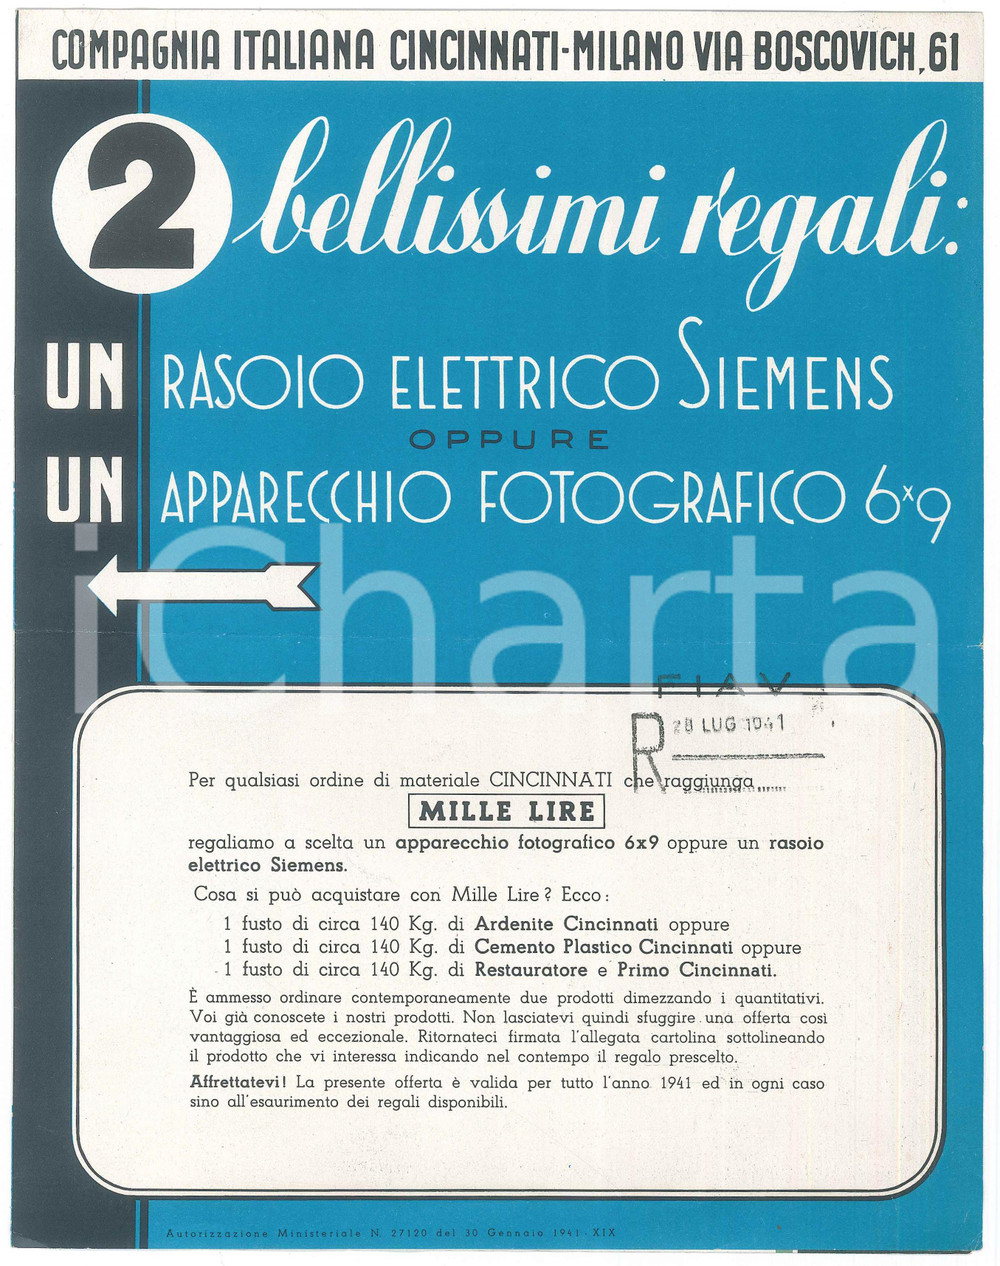 COMPAGNIA ITALIANA CINCINNATI-MILANO VIA BOSCOVICH, 61
2 bellissimi regali:
UN RASOIO ELETTRICO SIEMENS
OPPURE
UN APPARECCHIO FOTOGRAFICO 6x9
iCharta
FIAV
R 28 LUG 1941
Per qualsiasi ordine di materiale CINCINNATI che raggiunga
MILLE LIRE
regaliamo a scelta un apparecchio fotografico 6x9 oppure un rasoio
elettrico Siemens.
Cosa si può acquistare con Mille Lire? Ecco:
1 fusto di circa 140 Kg. di Ardenite Cincinnati oppure
1 fusto di circa 140 Kg. di Cemento Plastico Cincinnati oppure
1 fusto di circa 140 Kg. di Restauratore e Primo Cincinnati.
È ammesso ordinare contemporaneamente due prodotti dimezzando i quantitativi.
Voi già conoscete i nostri prodotti. Non lasciatevi quindi sfuggire una offerta così
vantaggiosa ed eccezionale. Ritornateci firmata l'allegata cartolina sottolineando
il prodotto che vi interessa indicando nel contempo il regalo prescelto.
Affrettatevi! La presente offerta è valida per tutto l'anno 1941 ed in ogni caso
sino all'esaurimento dei regali disponibili.
Autorizzazione Ministeriale N. 27120 del 30 Gennaio 1941-XIX